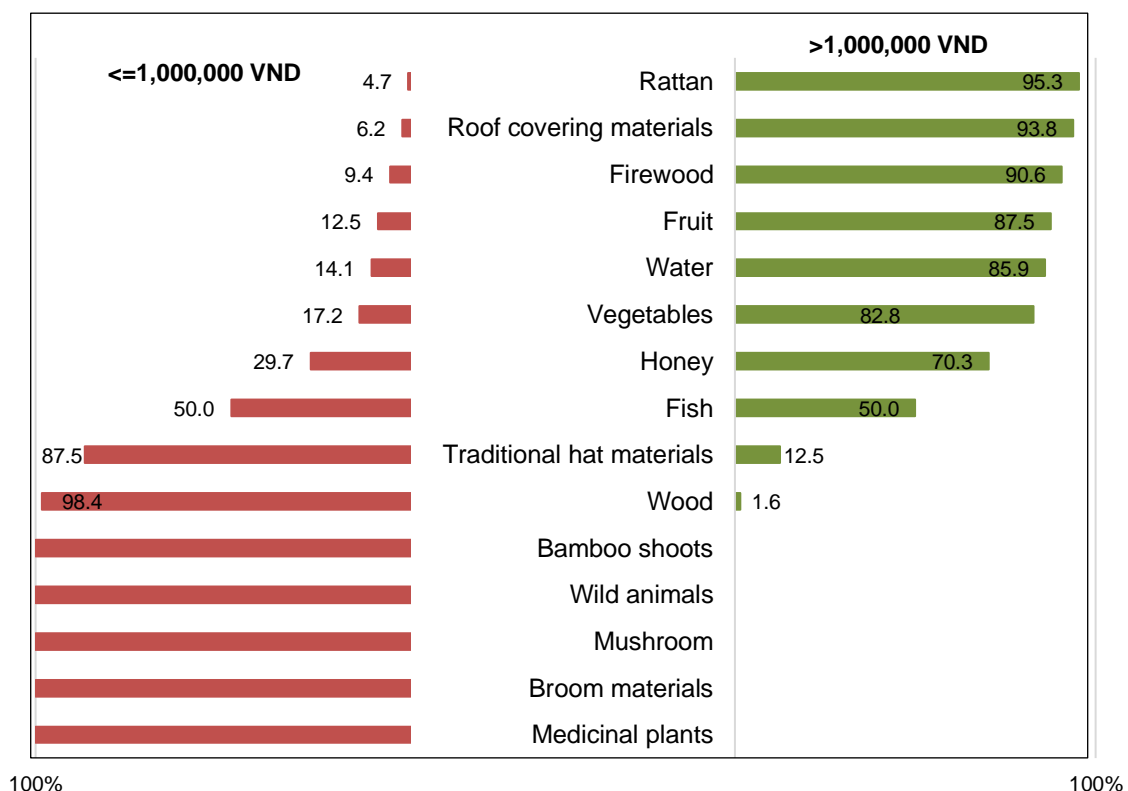 >1,000,000 VND
<=1,000,000 VND
4.7 Rattan 95.3
6.2 Roof covering materials 93.8
9.4 Firewood 90.6
12.5 Fruit 87.5
14.1 Water 85.9
17.2 Vegetables 82.8
29.7 Honey 70.3
50.0 Fish 50.0
87.5 Traditional hat materials 12.5
98.4 Wood 1.6
Bamboo shoots
Wild animals
Mushroom
Broom materials
Medicinal plants
100% 100%